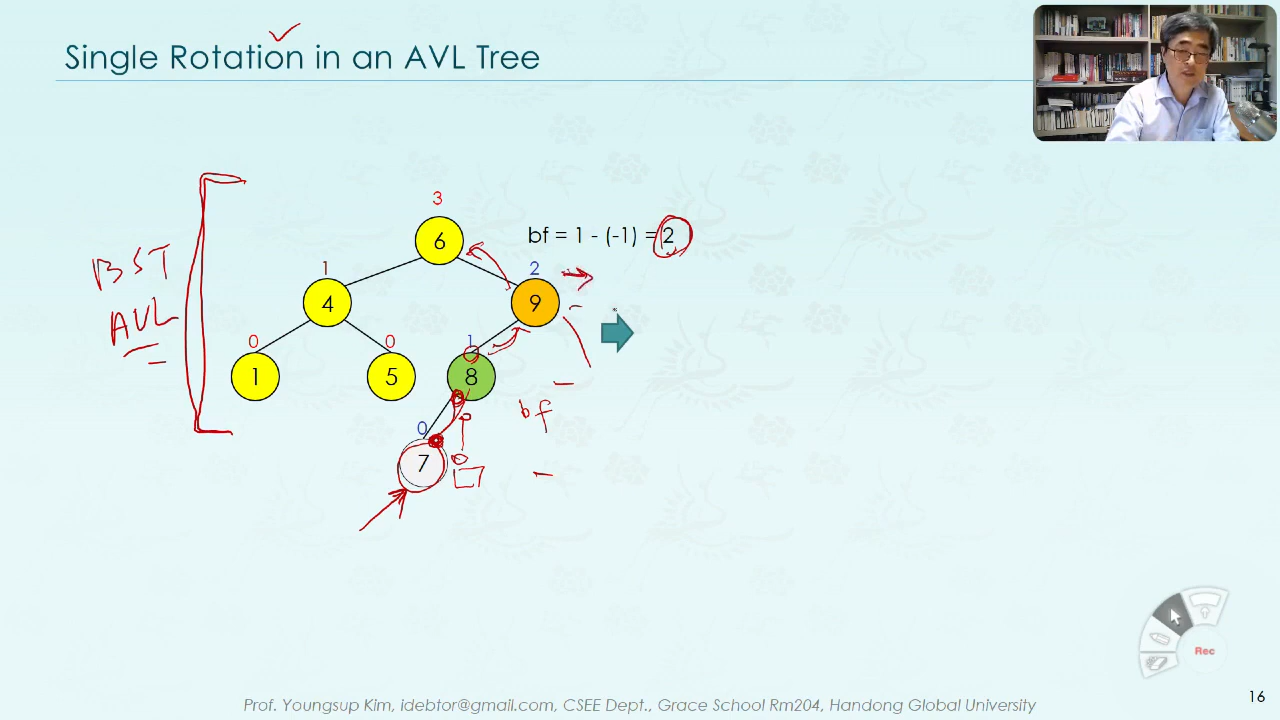 Single Rotation in an AVL Tree
3
6
bf = 1 - (-1) = 2
1
2
4
9
BST
AVL
0
0
1
1
5
8
bf
0
7
Rec
16
Prof. Youngsup Kim, idebtor@gmail.com, CSEE Dept., Grace School Rm204, Handong Global University